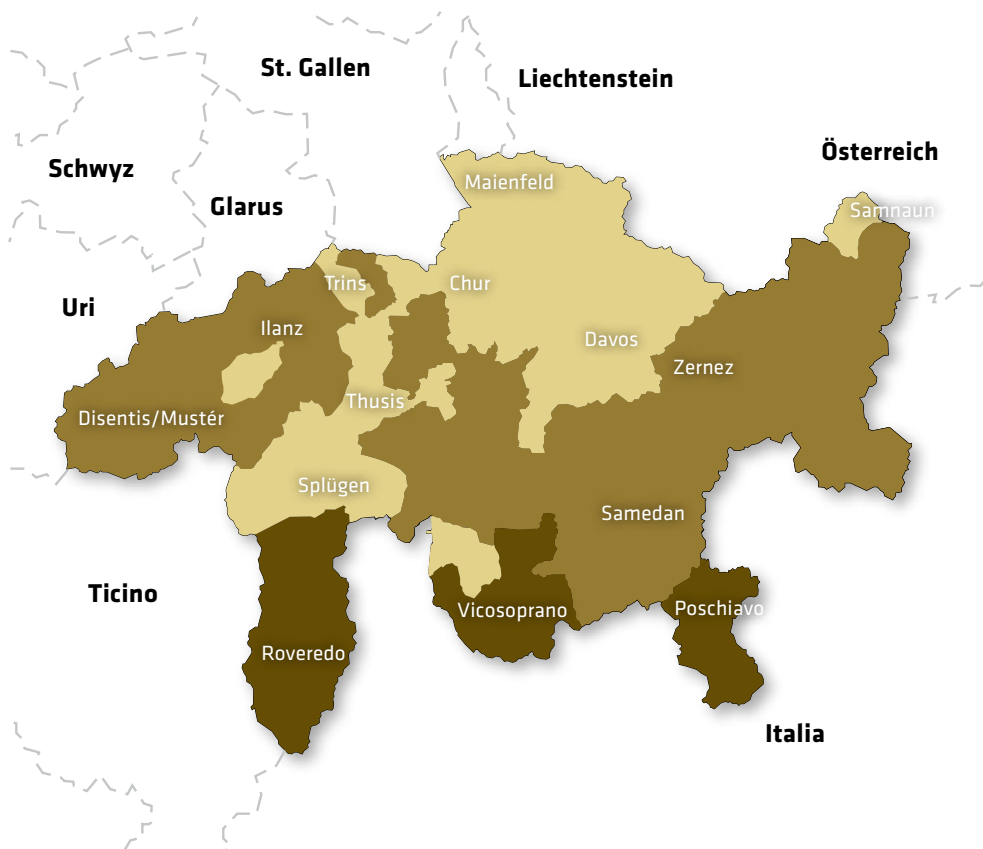 St. Gallen
Liechtenstein
Österreich
Schwyz
Maienfeld
Glarus
Samnaun
Trins
Chur
Uri
Ilanz
Davos
Zernez
Thusis
Disentis/Mustér
Splügen
Samedan
Ticino
Vicosoprano
Poschiavo
Roveredo
Italia